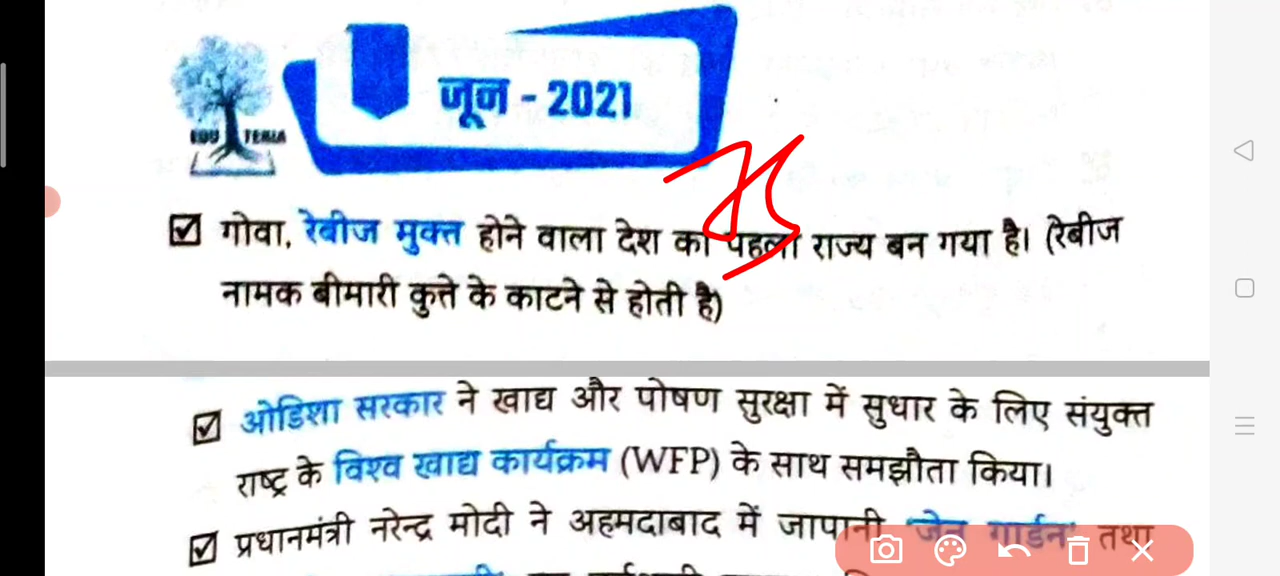 जून - 2021
EDU TERIA
गोवा, रेबीज मुक्त होने वाला देश का पहला राज्य बन गया है। (रेबीज
नामक बीमारी कुत्ते के काटने से होती है)
ओडिशा सरकार ने खाद्य और पोषण सुरक्षा में सुधार के लिए संयुक्त
राष्ट्र के विश्व खाद्य कार्यक्रम (WFP) के साथ समझौता किया।
प्रधानमंत्री नरेन्द्र मोदी ने अहमदाबाद में जापानी 'जेन गार्डन' तथा